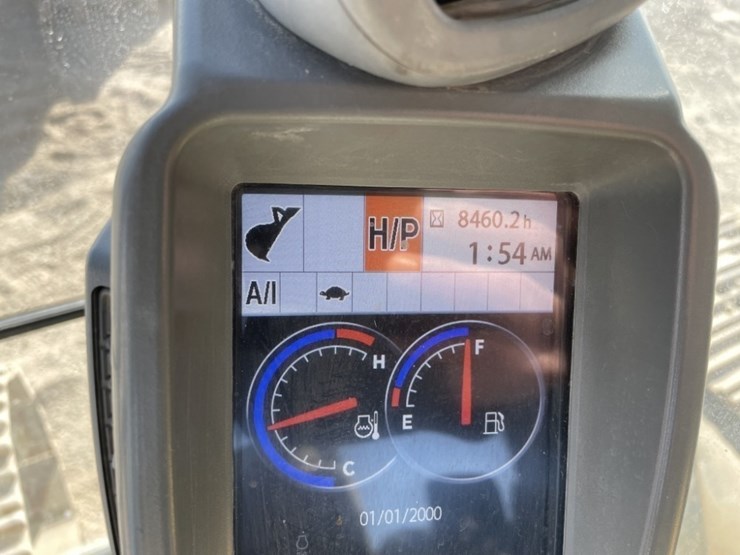 H/P 8460.2h
1:54 AM
A/I
H F
E
C
01/01/2000